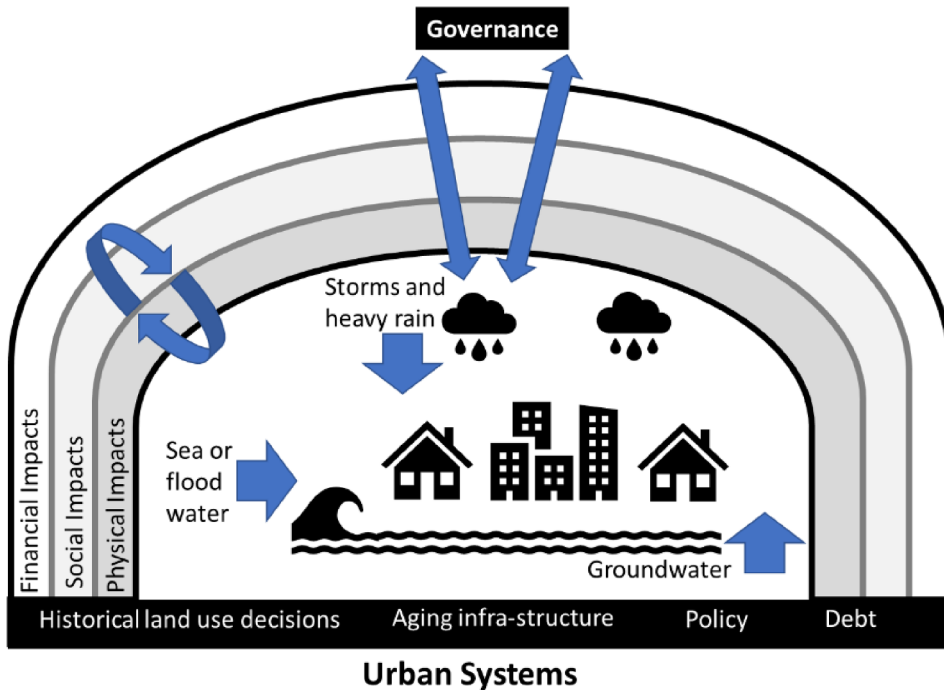 Governance
Storms and
heavy rain
Sea or
flood
water
Groundwater
Financial Impacts
Social Impacts
Physical Impacts
Historical land use decisions
Aging infra-structure
Policy
Debt
Urban Systems